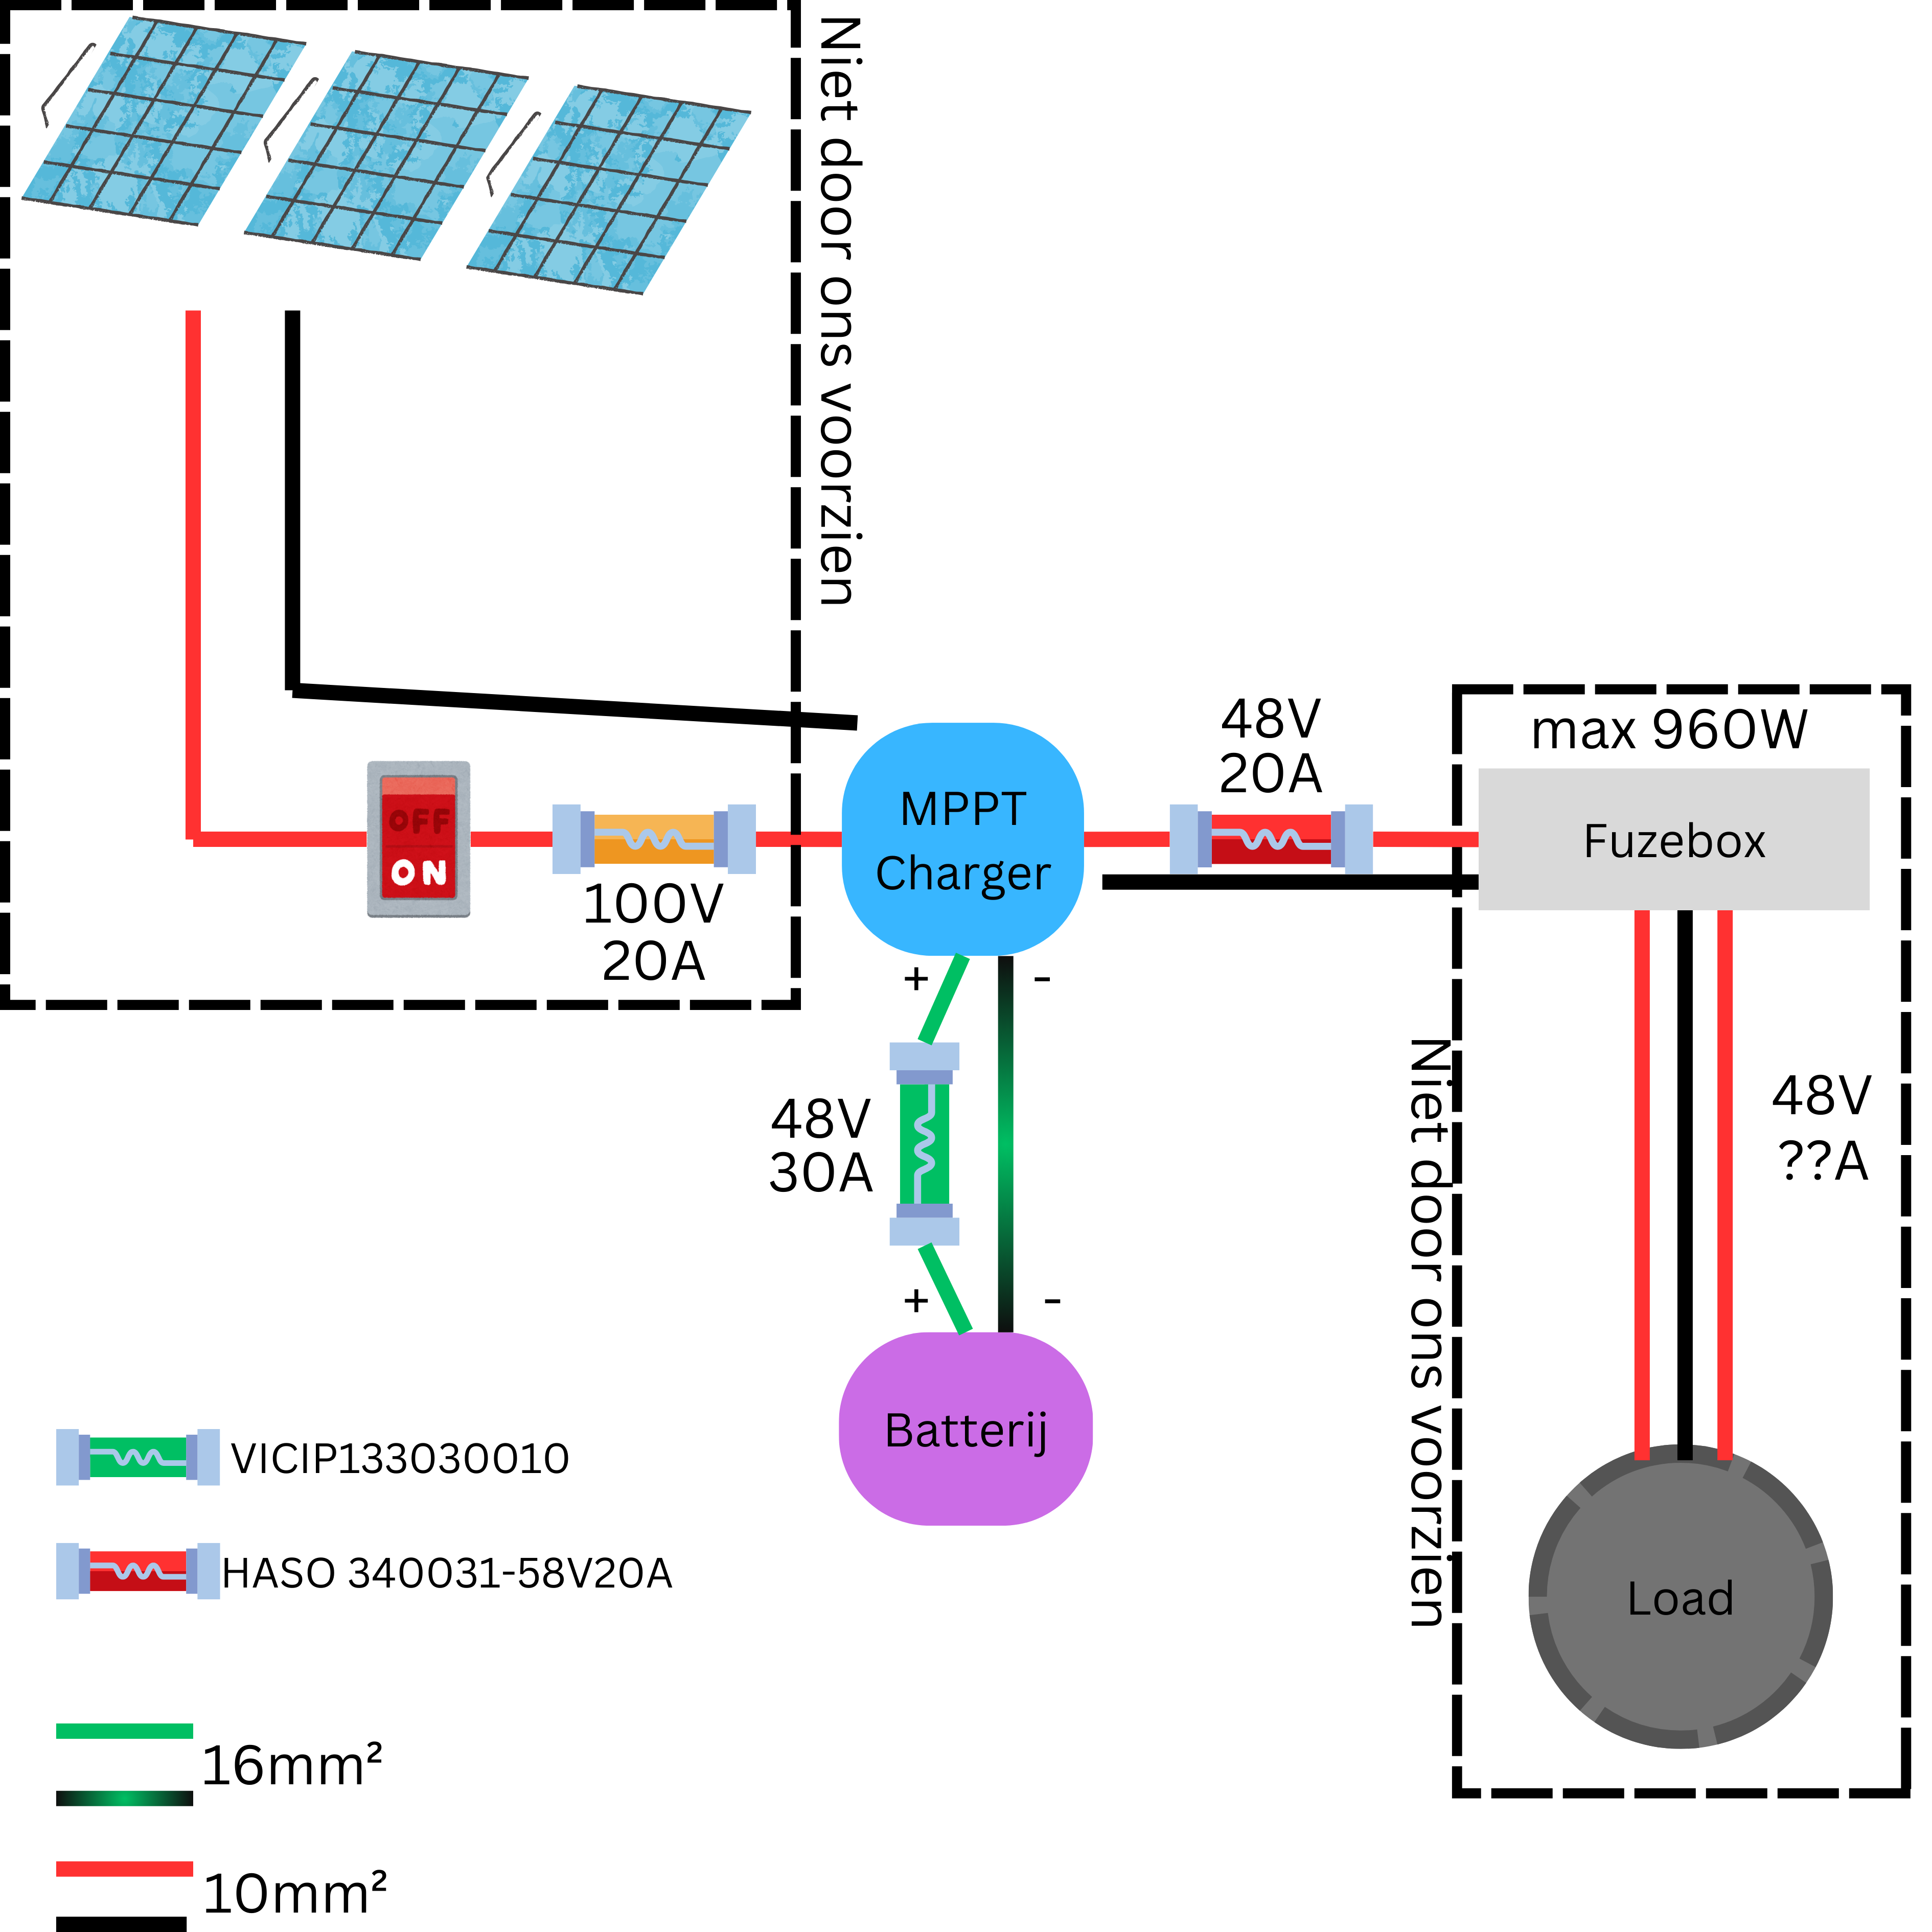 Niet door ons voorzien
OFF
ON
100V
20A
MPPT
Charger
48V
20A
max 960W
Fuzebox
+
-
48V
30A
+
-
Batterij
Niet door ons voorzien
48V
??A
Load
VICIP133030010
HASO 340031-58V20A
16mm²
10mm²